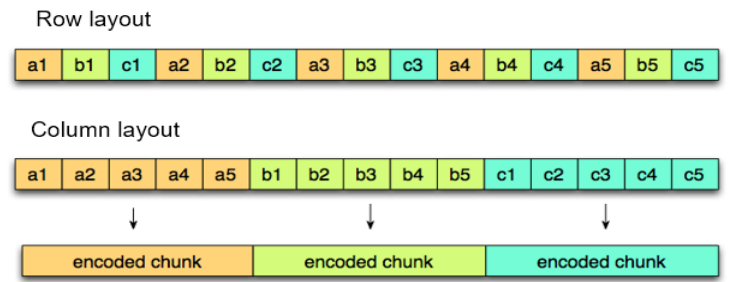 Row layout
a1 b1 c1 a2 b2 c2 a3 b3 c3 a4 b4 c4 a5 b5 c5
Column layout
a1 a2 a3 a4 a5 b1 b2 b3 b4 b5 c1 c2 c3 c4 c5
encoded chunk encoded chunk encoded chunk